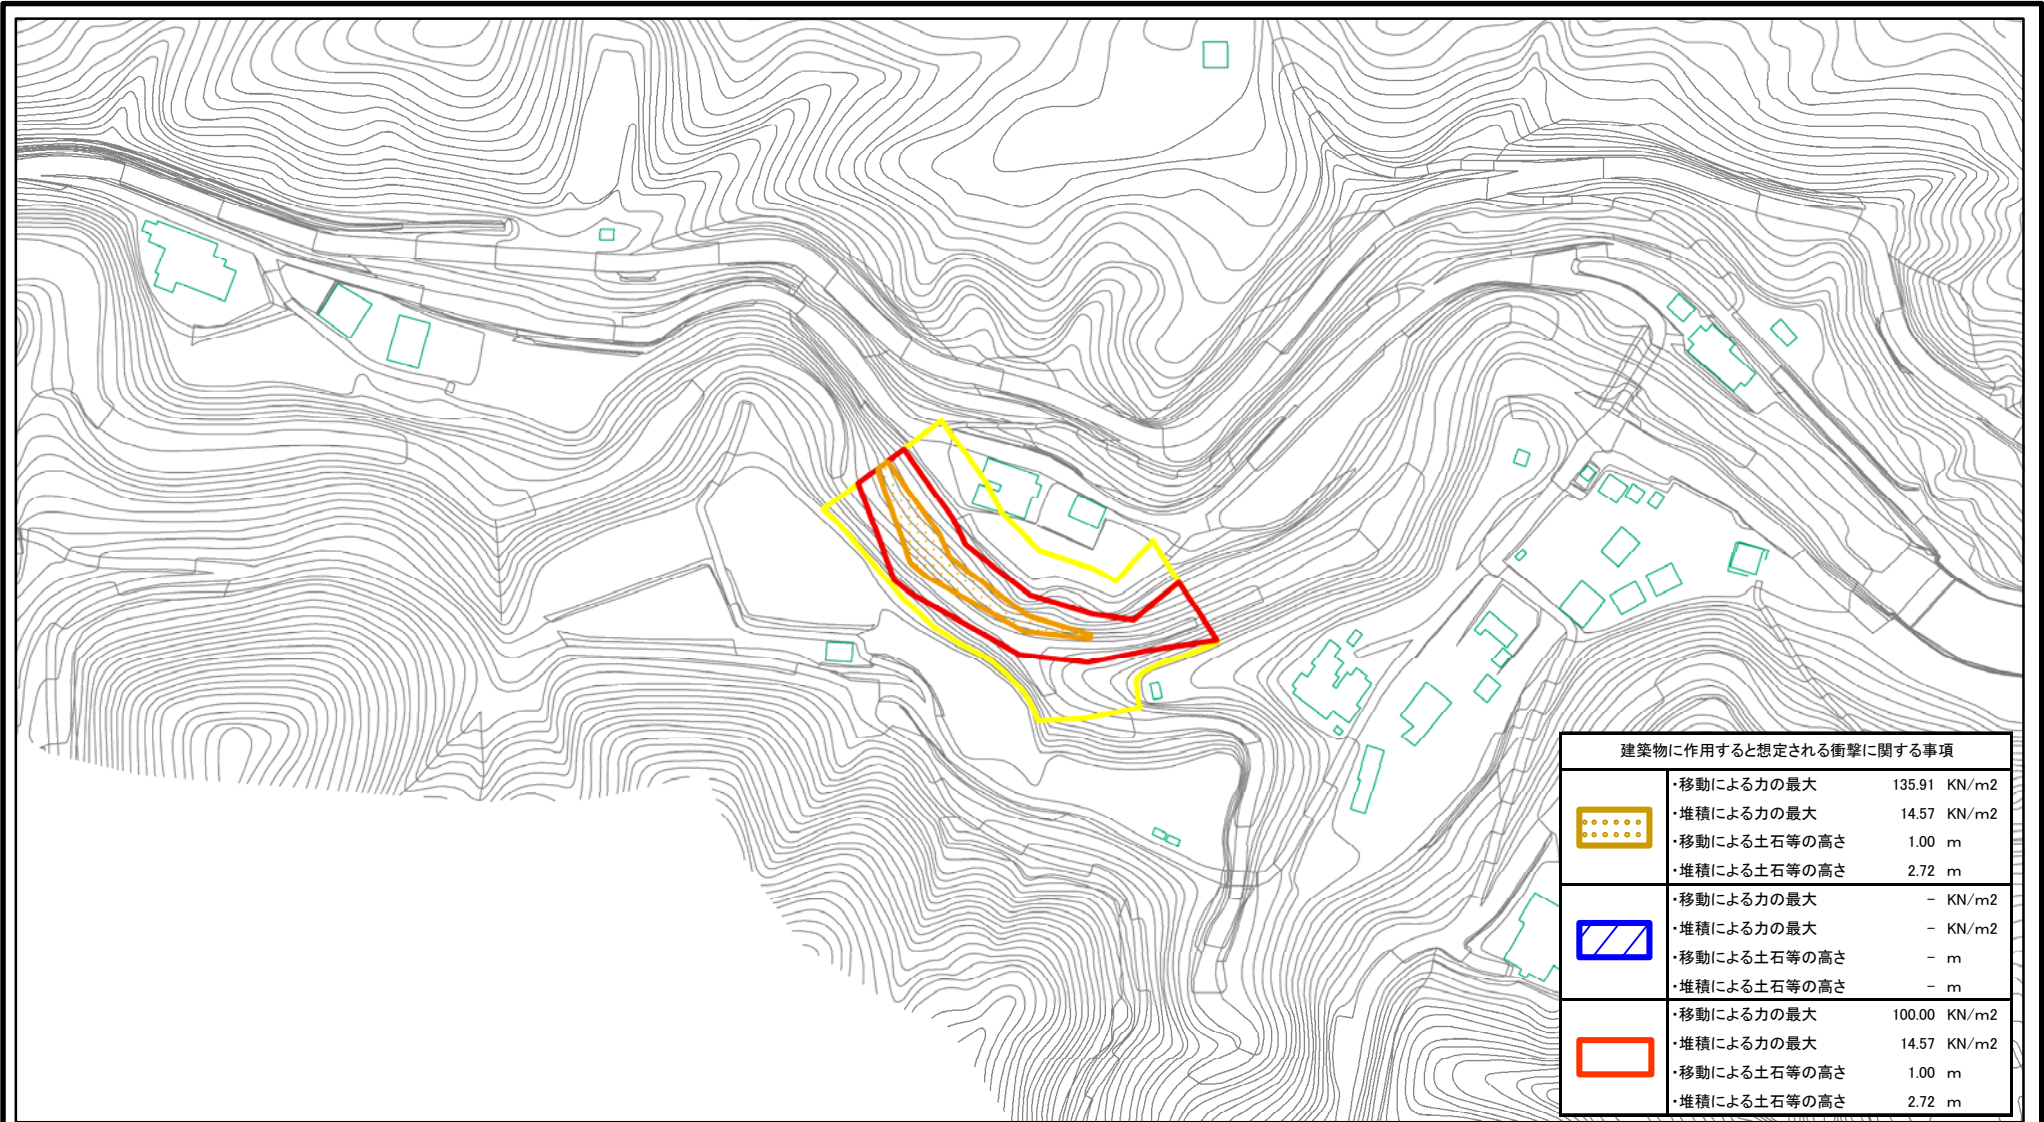 建築物に作用すると想定される衝撃に関する事項
・移動による力の最大 135.91 KN/m2
・堆積による力の最大 14.57 KN/m2
・移動による土石等の高さ 1.00 m
・堆積による土石等の高さ 2.72 m
・移動による力の最大 - KN/m2
・堆積による力の最大 - KN/m2
・移動による土石等の高さ - m
・堆積による土石等の高さ - m
・移動による力の最大 100.00 KN/m2
・堆積による力の最大 14.57 KN/m2
・移動による土石等の高さ 1.00 m
・堆積による土石等の高さ 2.72 m